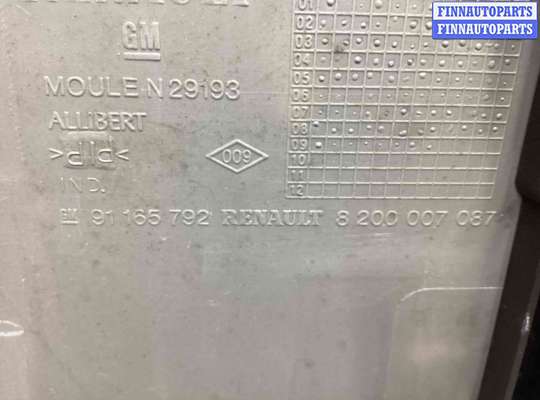 FINNAUTOPARTS
FINNAUTOPARTS
GM
MOULE N 29193
ALLIBERT
>P/P<
IND.
009
01
02
03
04
05
06
07
08
09
10
11
12
GM 91 165 792 RENAULT 8 200 007 087